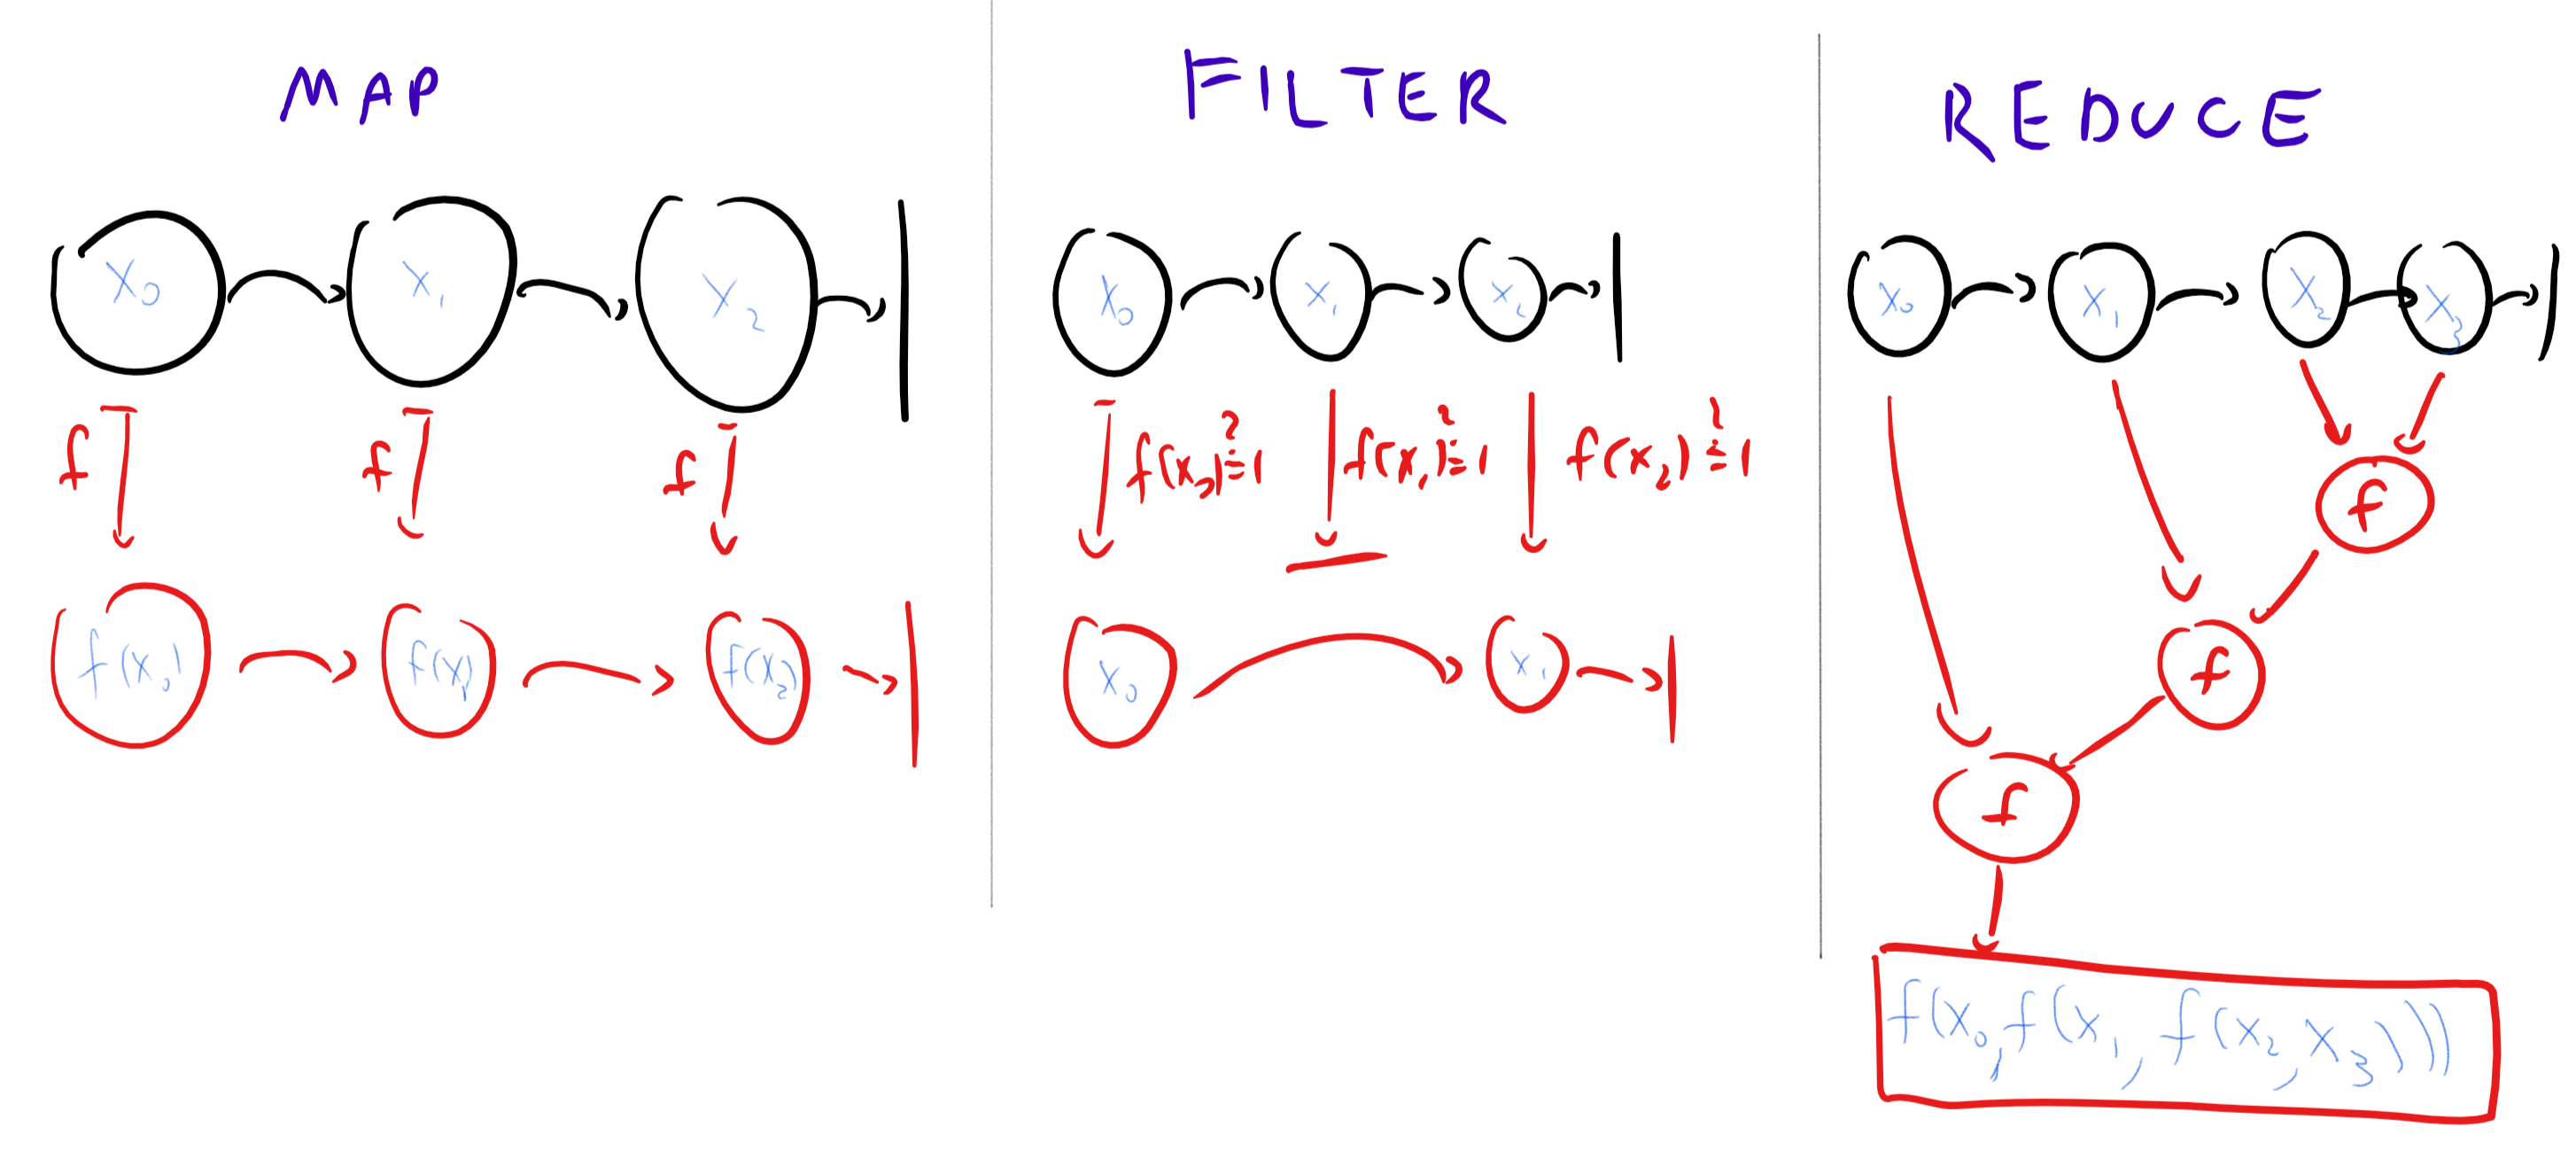 MAP
x₀ x₁ x₂
f f f
f(x₀) f(x₁) f(x₂)
FILTER
x₀ x₁ x₂
f(x₀) ≟ 1 f(x₁) ≟ 1 f(x₂) ≟ 1
x₀ x₁
REDUCE
x₀ x₁ x₂ x₃
f
f
f
f(x₀, f(x₁, f(x₂, x₃)))